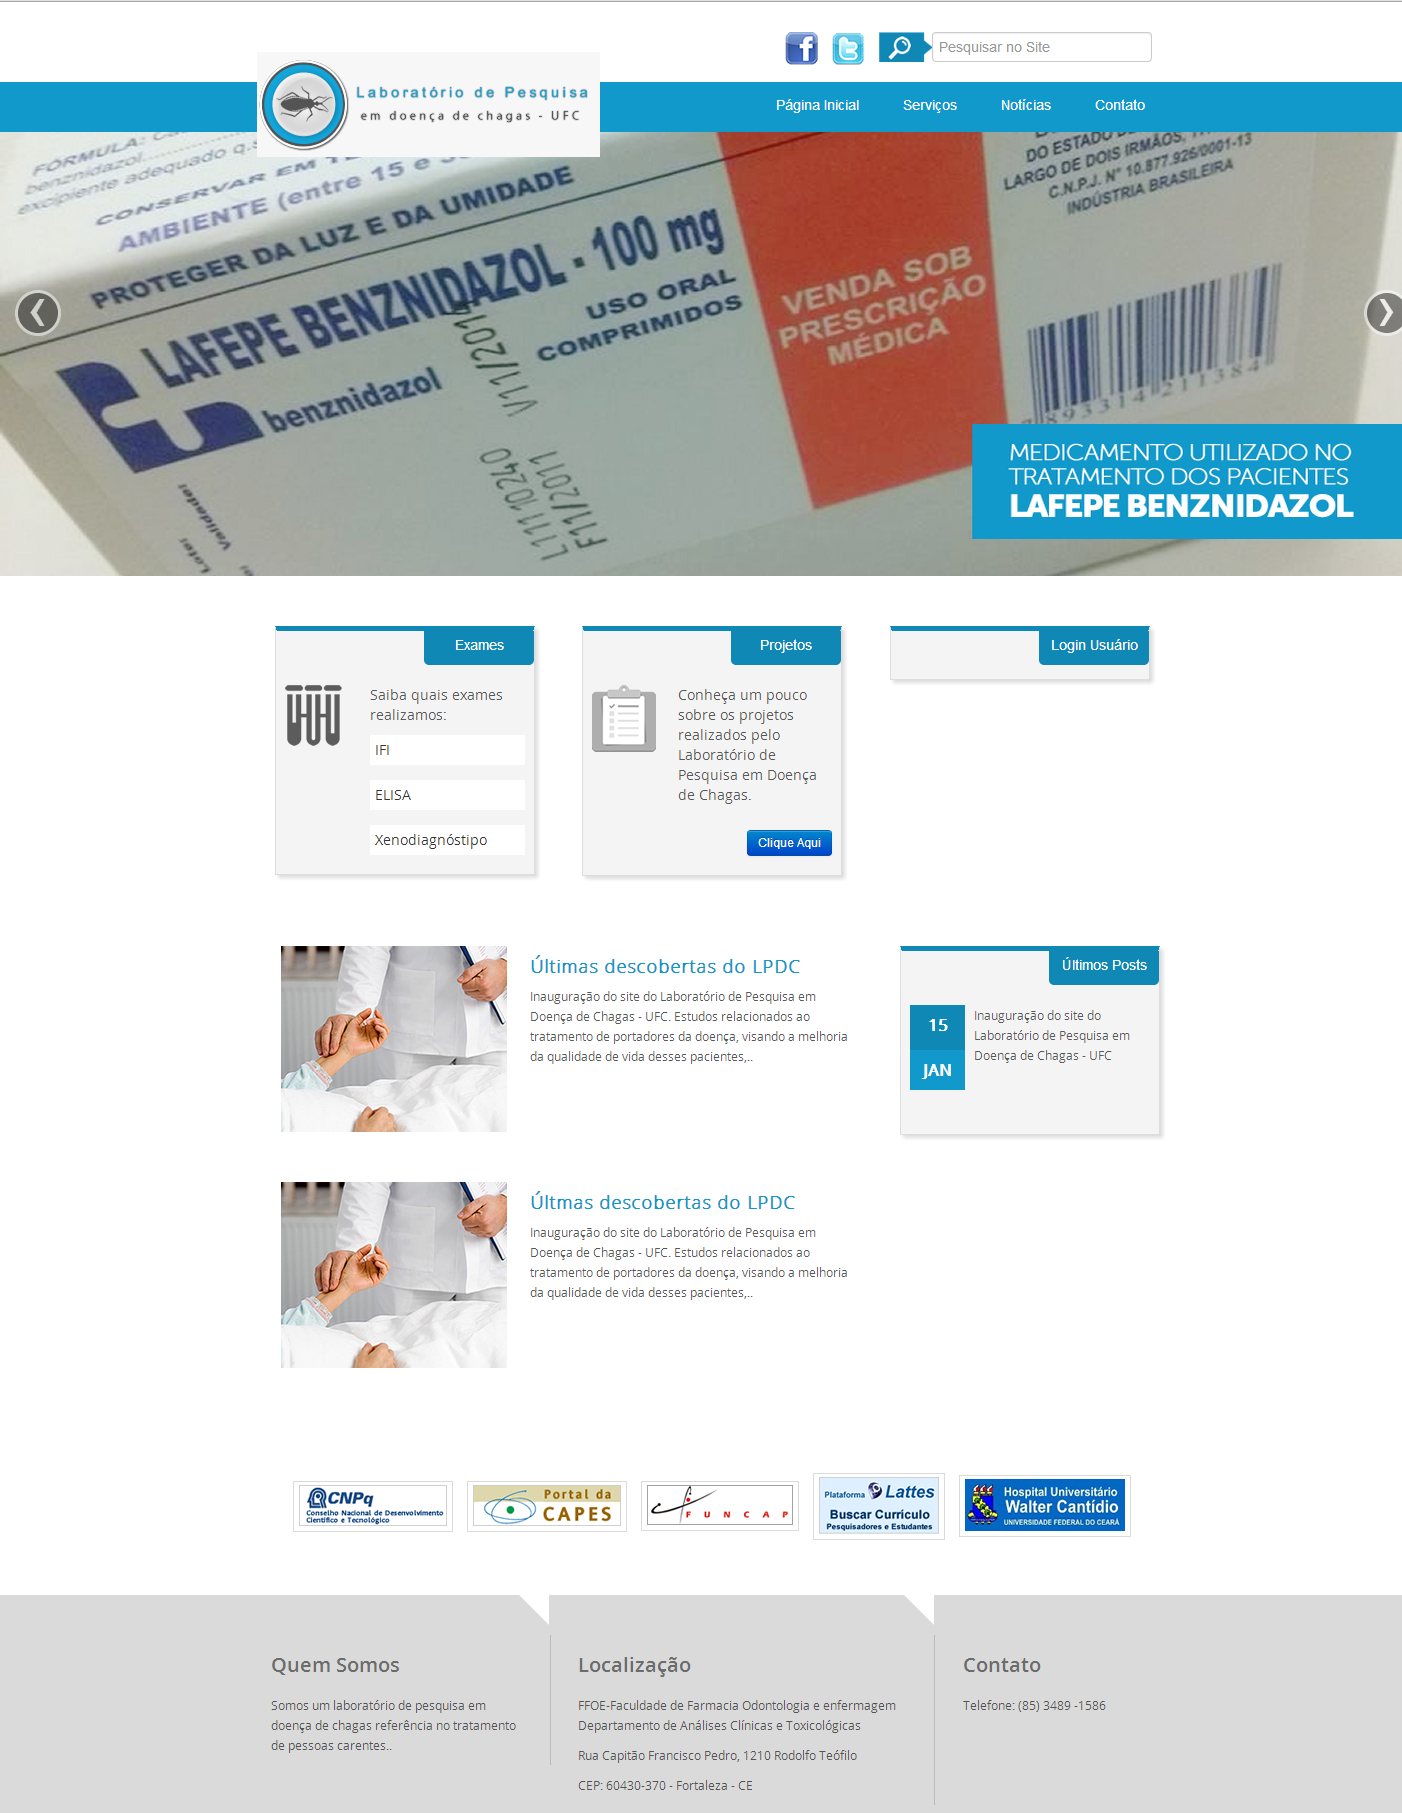 Pesquisar no Site
Laboratório de Pesquisa
em doença de chagas - UFC
Página Inicial
Serviços
Notícias
Contato
FÓRMULA:
benznidazol
excipiente adequado q.s
CONSERVAR EM
AMBIENTE (entre 15 e
PROTEGER DA LUZ E DA UMIDADE
LAFEPE BENZNIDAZOL - 100 mg
benznidazol
USO ORAL
COMPRIMIDOS
V11/201
L11110240
F11/2011
Validade:
Lote:
VENDA SOB
PRESCRIÇÃO
MÉDICA
DO ESTADO DE
LARGO DE DOIS IRMÃOS,
C.N.P.J. N° 10.877.926/0001-13
INDÚSTRIA BRASILEIRA
7893314211384
MEDICAMENTO UTILIZADO NO
TRATAMENTO DOS PACIENTES
LAFEPE BENZNIDAZOL
Exames
Saiba quais exames
realizamos:
IFI
ELISA
Xenodiagnóstipo
Projetos
Conheça um pouco
sobre os projetos
realizados pelo
Laboratório de
Pesquisa em Doença
de Chagas.
Clique Aqui
Login Usuário
Últimas descobertas do LPDC
Inauguração do site do Laboratório de Pesquisa em
Doença de Chagas - UFC. Estudos relacionados ao
tratamento de portadores da doença, visando a melhoria
da qualidade de vida desses pacientes,..
Últimos Posts
15
JAN
Inauguração do site do
Laboratório de Pesquisa em
Doença de Chagas - UFC
Últmas descobertas do LPDC
Inauguração do site do Laboratório de Pesquisa em
Doença de Chagas - UFC. Estudos relacionados ao
tratamento de portadores da doença, visando a melhoria
da qualidade de vida desses pacientes,..
CNPq
Conselho Nacional de Desenvolvimento
Científico e Tecnológico
Portal da
CAPES
FUNCAP
Plataforma Lattes
Buscar Currículo
Pesquisadores e Estudantes
Hospital Universitário
Walter Cantídio
UNIVERSIDADE FEDERAL DO CEARÁ
Quem Somos
Somos um laboratório de pesquisa em
doença de chagas referência no tratamento
de pessoas carentes..
Localização
FFOE-Faculdade de Farmacia Odontologia e enfermagem
Departamento de Análises Clínicas e Toxicológicas
Rua Capitão Francisco Pedro, 1210 Rodolfo Teófilo
CEP: 60430-370 - Fortaleza - CE
Contato
Telefone: (85) 3489 -1586